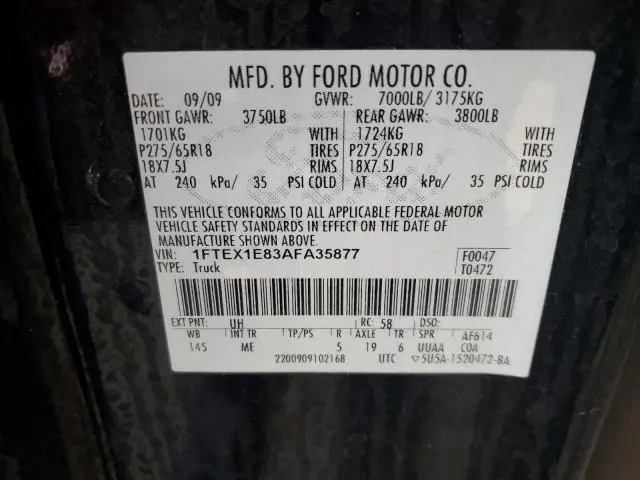 MFD. BY FORD MOTOR CO.
DATE: 09/09 GVWR: 7000LB/ 3175KG
FRONT GAWR: 3750LB REAR GAWR: 3800LB
1701KG WITH 1724KG WITH
P275/65R18 TIRES P275/65R18 TIRES
18X7.5J RIMS 18X7.5J RIMS
AT 240 kPa/ 35 PSI COLD AT 240 kPa/ 35 PSI COLD
THIS VEHICLE CONFORMS TO ALL APPLICABLE FEDERAL MOTOR
VEHICLE SAFETY STANDARDS IN EFFECT ON THE DATE OF
MANUFACTURE SHOWN ABOVE.
VIN: 1FTEX1E83AFA35877 F0047
TYPE: Truck T0472
EXT PNT: UH RC: 58 DSO:
WB INT TR TP/PS R AXLE TR SPR AF614
145 ME 5 19 6 UUAA COA
2200909102168 UTC ▽5U5A-1520472-BA